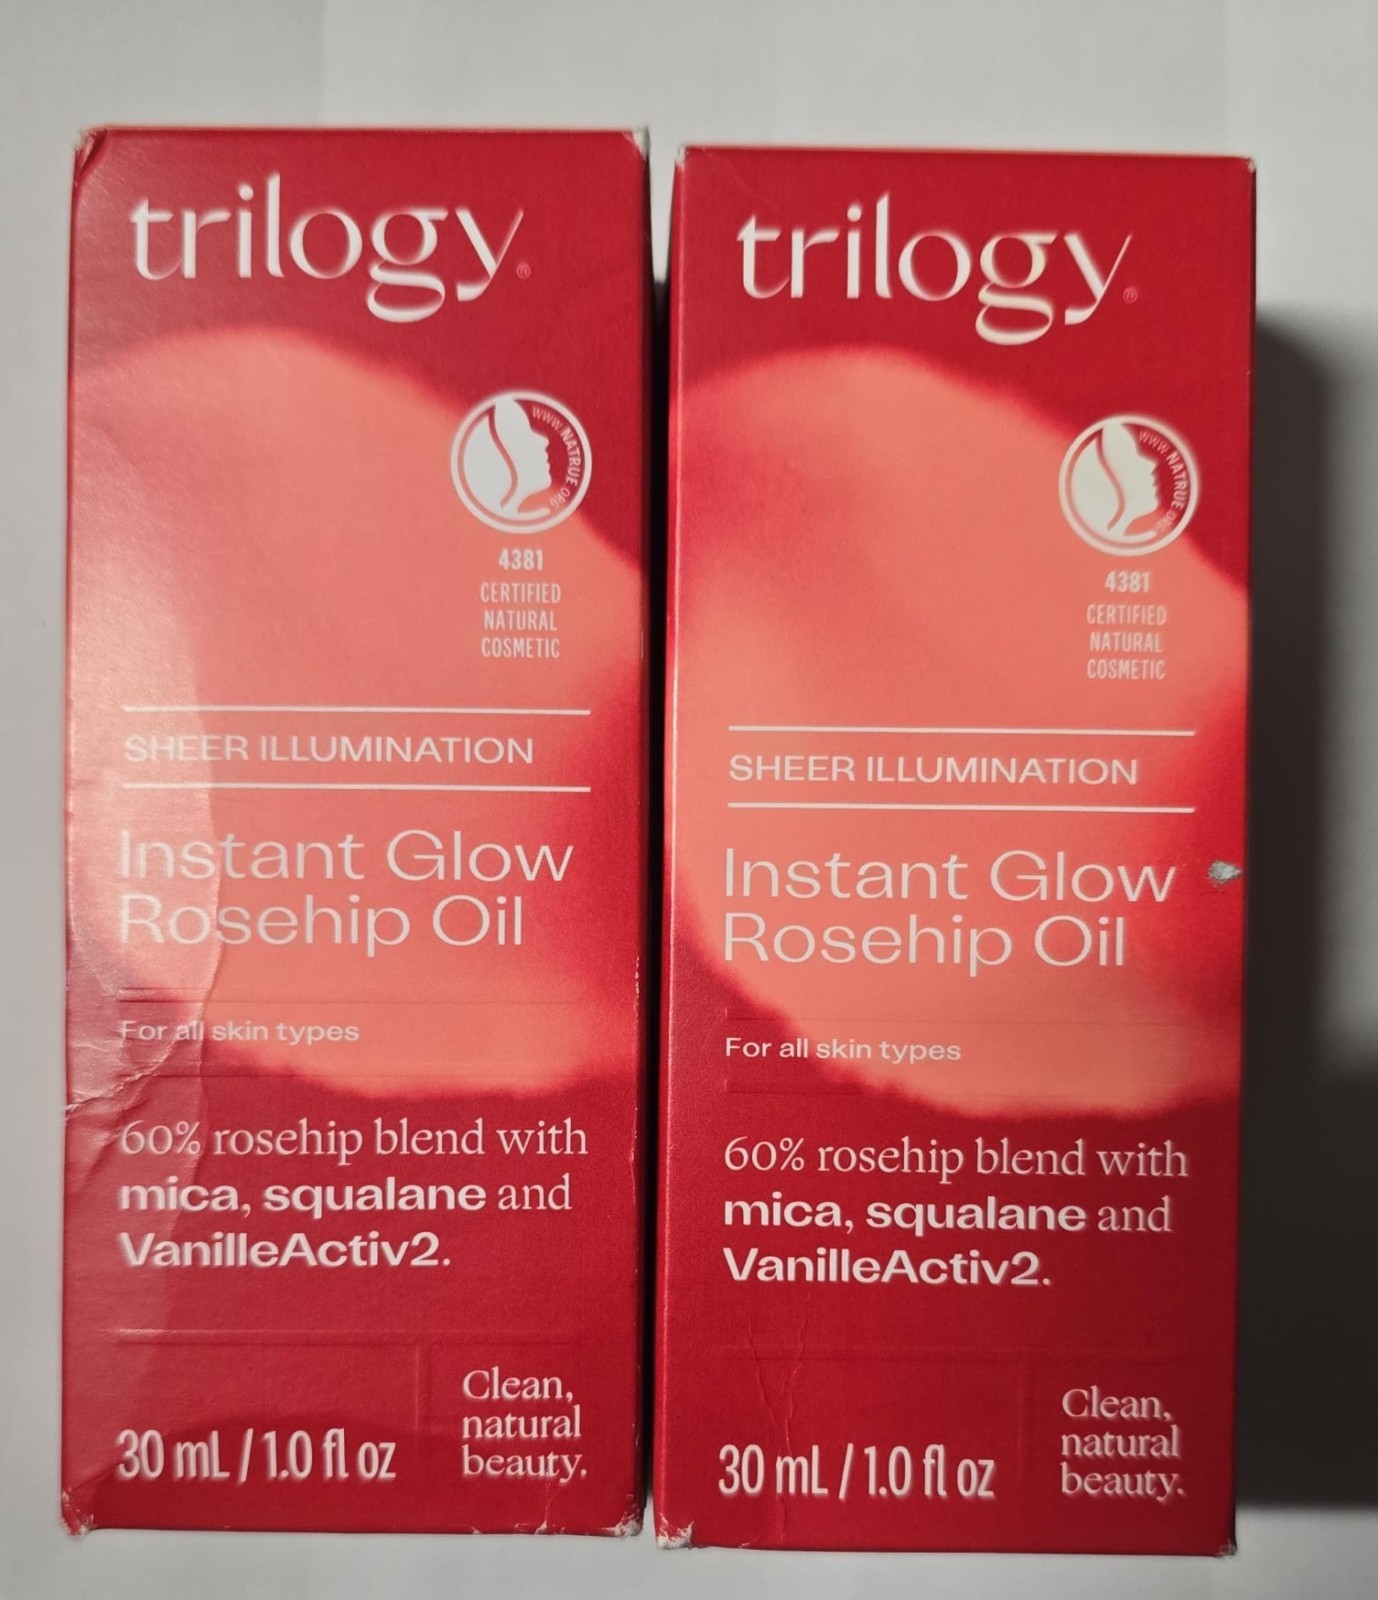 trilogy®
WWW.NATRUE.ORG
4381
CERTIFIED
NATURAL
COSMETIC
SHEER ILLUMINATION
Instant Glow
Rosehip Oil
For all skin types
60% rosehip blend with
mica, squalane and
VanilleActiv2.
30 mL / 1.0 fl oz
Clean,
natural
beauty.
trilogy®
WWW.NATRUE.ORG
4381
CERTIFIED
NATURAL
COSMETIC
SHEER ILLUMINATION
Instant Glow
Rosehip Oil
For all skin types
60% rosehip blend with
mica, squalane and
VanilleActiv2.
30 mL / 1.0 fl oz
Clean,
natural
beauty.